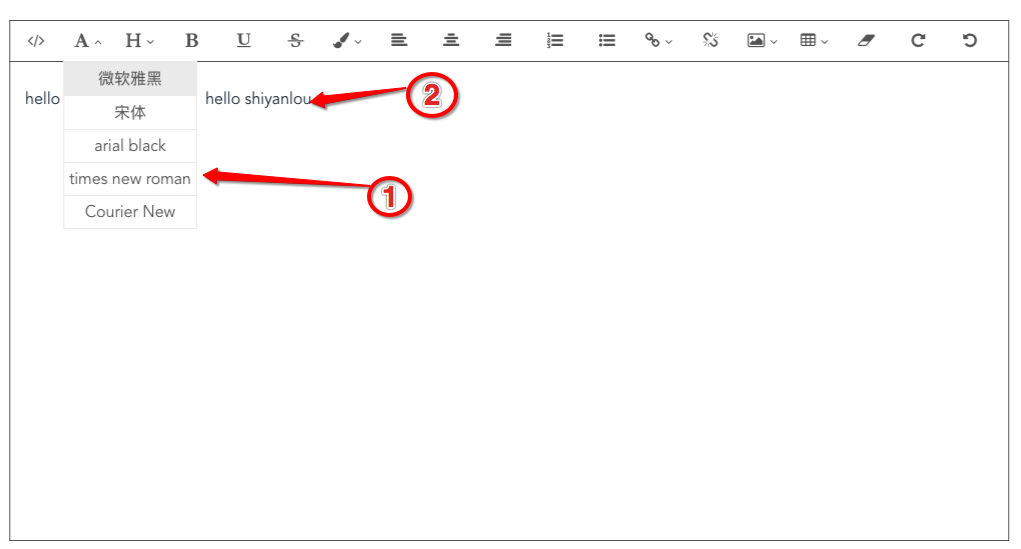 </> A H B U S
微软雅黑
hello hello shiyanlou
宋体
arial black
times new roman
Courier New
2
1